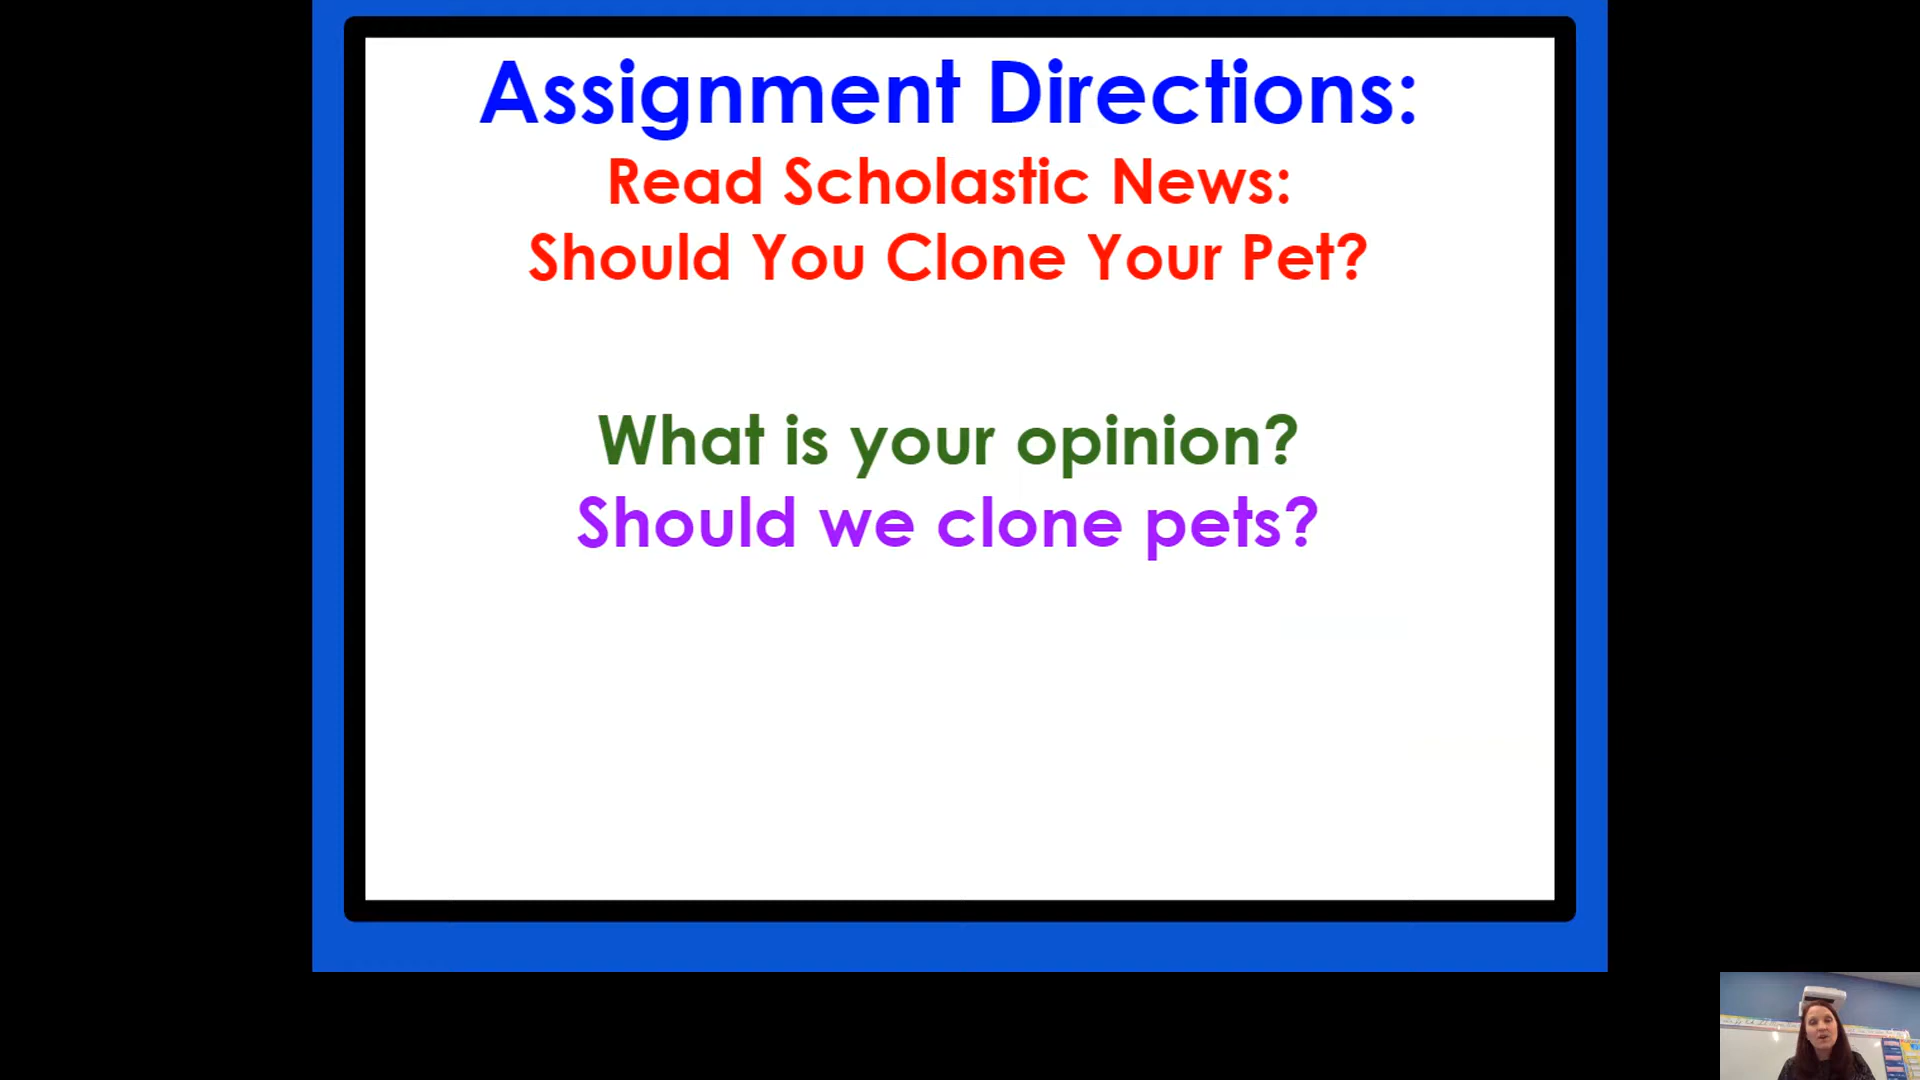 Assignment Directions:
Read Scholastic News:
Should You Clone Your Pet?
What is your opinion?
Should we clone pets?